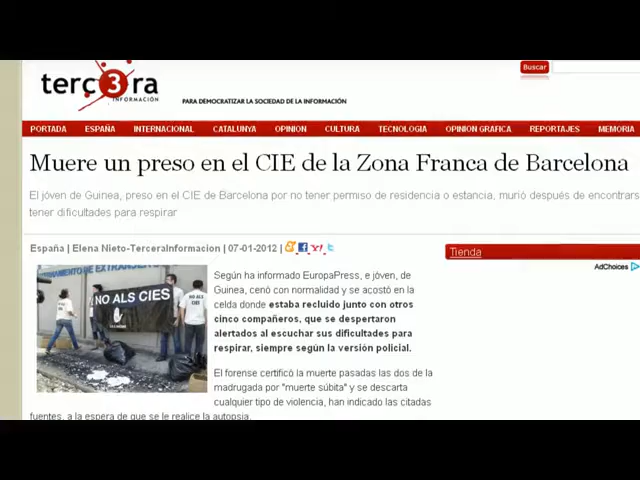 Buscar
terc3ra
INFORMACIÓN
PARA DEMOCRATIZAR LA SOCIEDAD DE LA INFORMACIÓN
PORTADA ESPAÑA INTERNACIONAL CATALUNYA OPINION CULTURA TECNOLOGIA OPINION GRAFICA REPORTAJES MEMORIA
Muere un preso en el CIE de la Zona Franca de Barcelona
El jóven de Guinea, preso en el CIE de Barcelona por no tener permiso de residencia o estancia, murió después de encontrars
tener dificultades para respirar
España | Elena Nieto-TerceraInformacion | 07-01-2012 |
Tienda
AdChoices
NO ALS CIES
Según ha informado EuropaPress, e jóven, de
Guinea, cenó con normalidad y se acostó en la
celda donde estaba recluido junto con otros
cinco compañeros, que se despertaron
alertados al escuchar sus dificultades para
respirar, siempre según la versión policial.
El forense certificó la muerte pasadas las dos de la
madrugada por "muerte súbita" y se descarta
cualquier tipo de violencia, han indicado las citadas
fuentes, a la espera de que se le realice la autopsia.